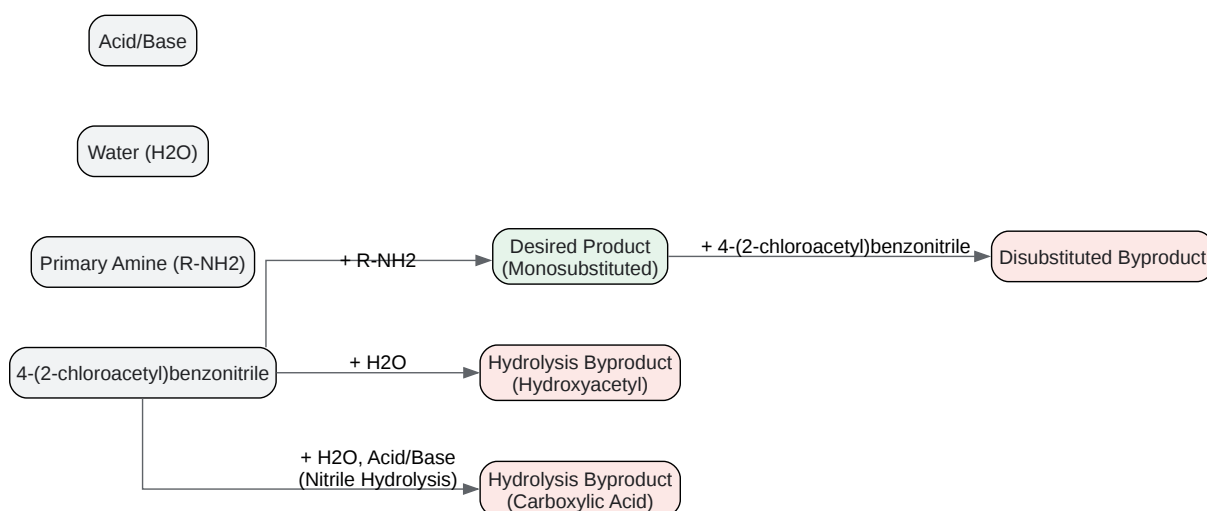 Acid/Base
Water (H2O)
Primary Amine (R-NH2)
+ R-NH2
Desired Product
(Monosubstituted)
+ 4-(2-chloroacetyl)benzonitrile
Disubstituted Byproduct
4-(2-chloroacetyl)benzonitrile
+ H2O
Hydrolysis Byproduct
(Hydroxyacetyl)
+ H2O, Acid/Base
(Nitrile Hydrolysis)
Hydrolysis Byproduct
(Carboxylic Acid)